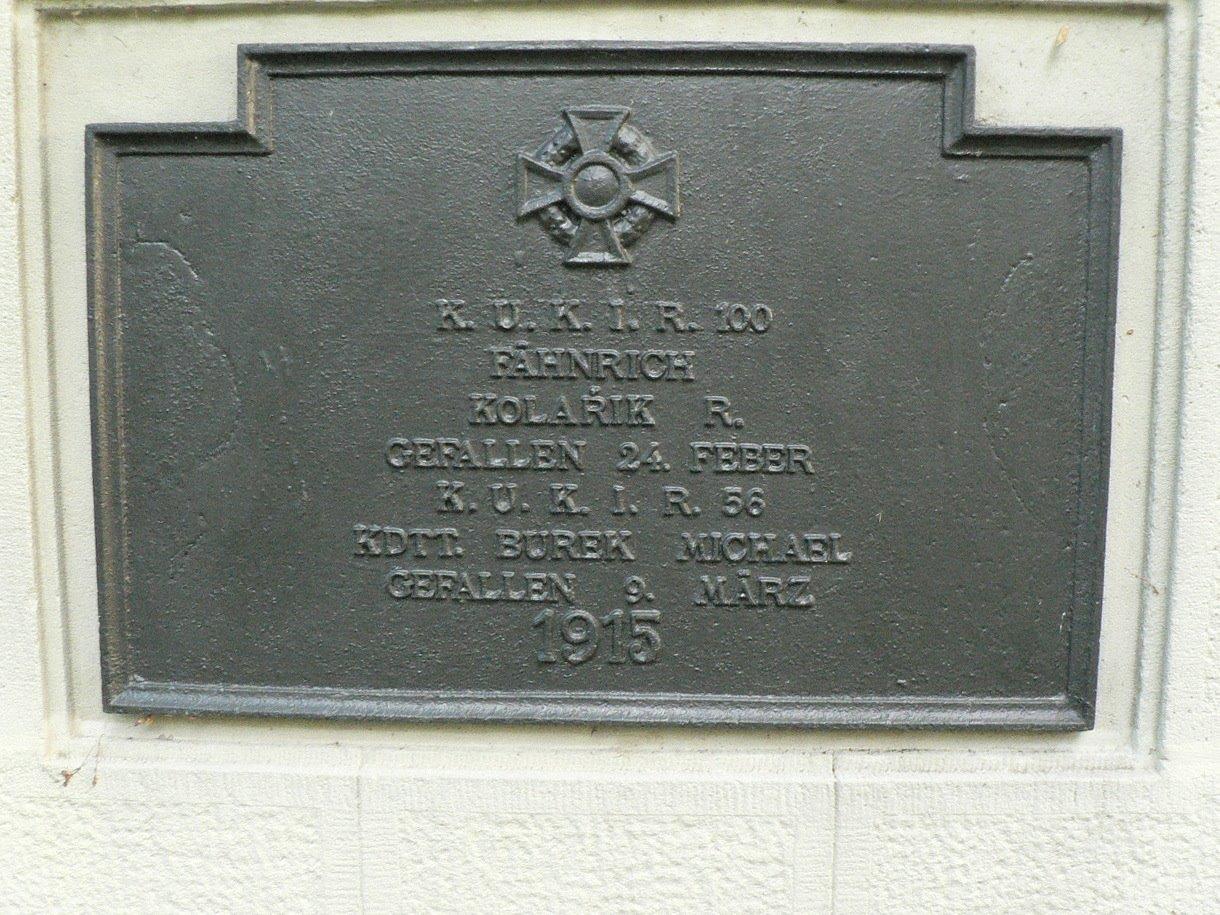 K. U. K. I. R. 100
FÄHNRICH
KOLAŘIK R.
GEFALLEN 24. FEBER
K. U. K. I. R. 56
KDTT. BUREK MICHAEL
GEFALLEN 9. MÄRZ
1915